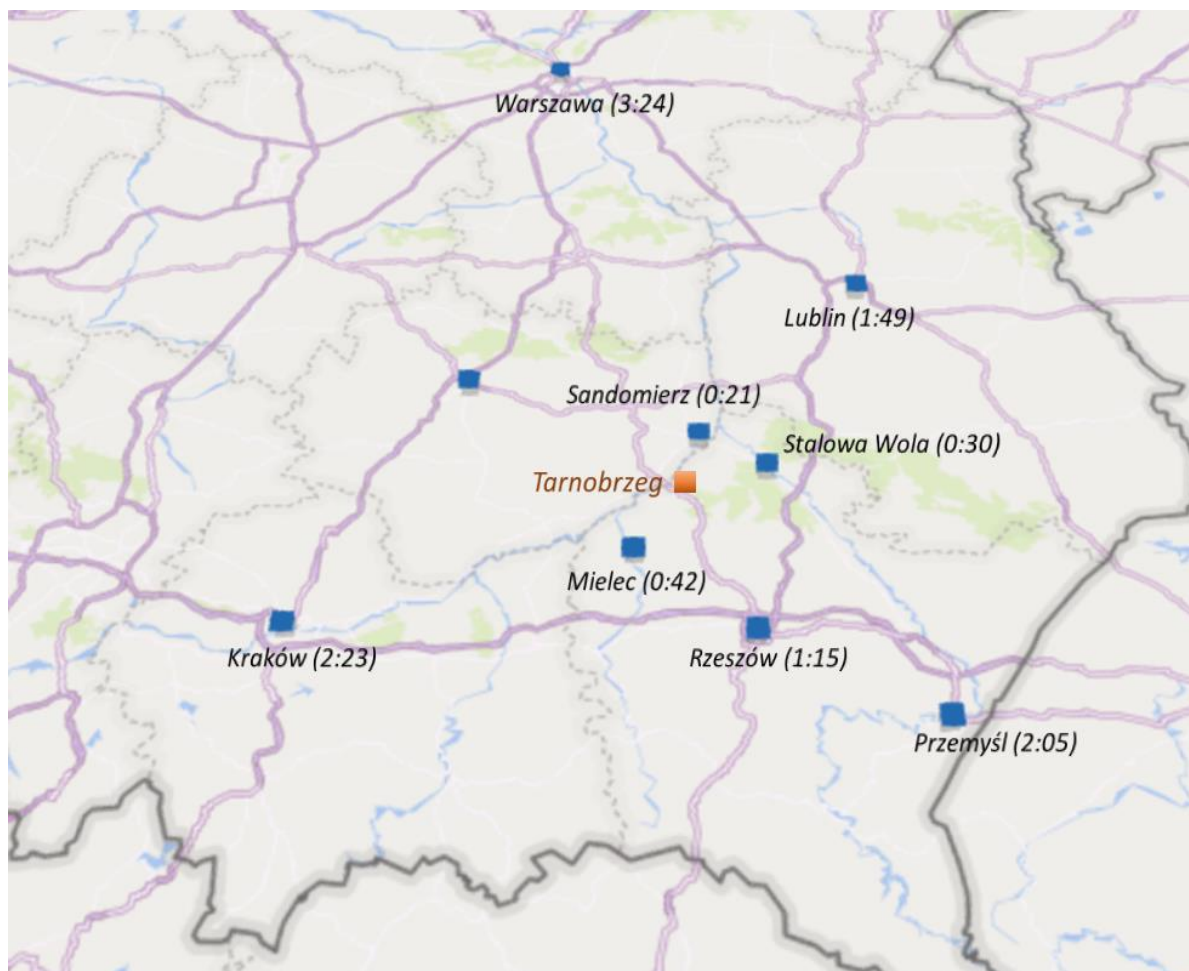 Warszawa (3:24)
Lublin (1:49)
Sandomierz (0:21)
Stalowa Wola (0:30)
Tarnobrzeg
Mielec (0:42)
Kraków (2:23)
Rzeszów (1:15)
Przemyśl (2:05)